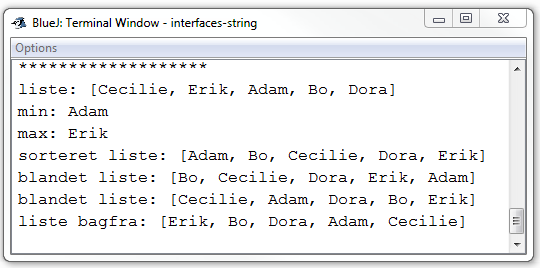 BlueJ: Terminal Window - interfaces-string
Options
*******************
liste: [Cecilie, Erik, Adam, Bo, Dora]
min: Adam
max: Erik
sorteret liste: [Adam, Bo, Cecilie, Dora, Erik]
blandet liste: [Bo, Cecilie, Dora, Erik, Adam]
blandet liste: [Cecilie, Adam, Dora, Bo, Erik]
liste bagfra: [Erik, Bo, Dora, Adam, Cecilie]